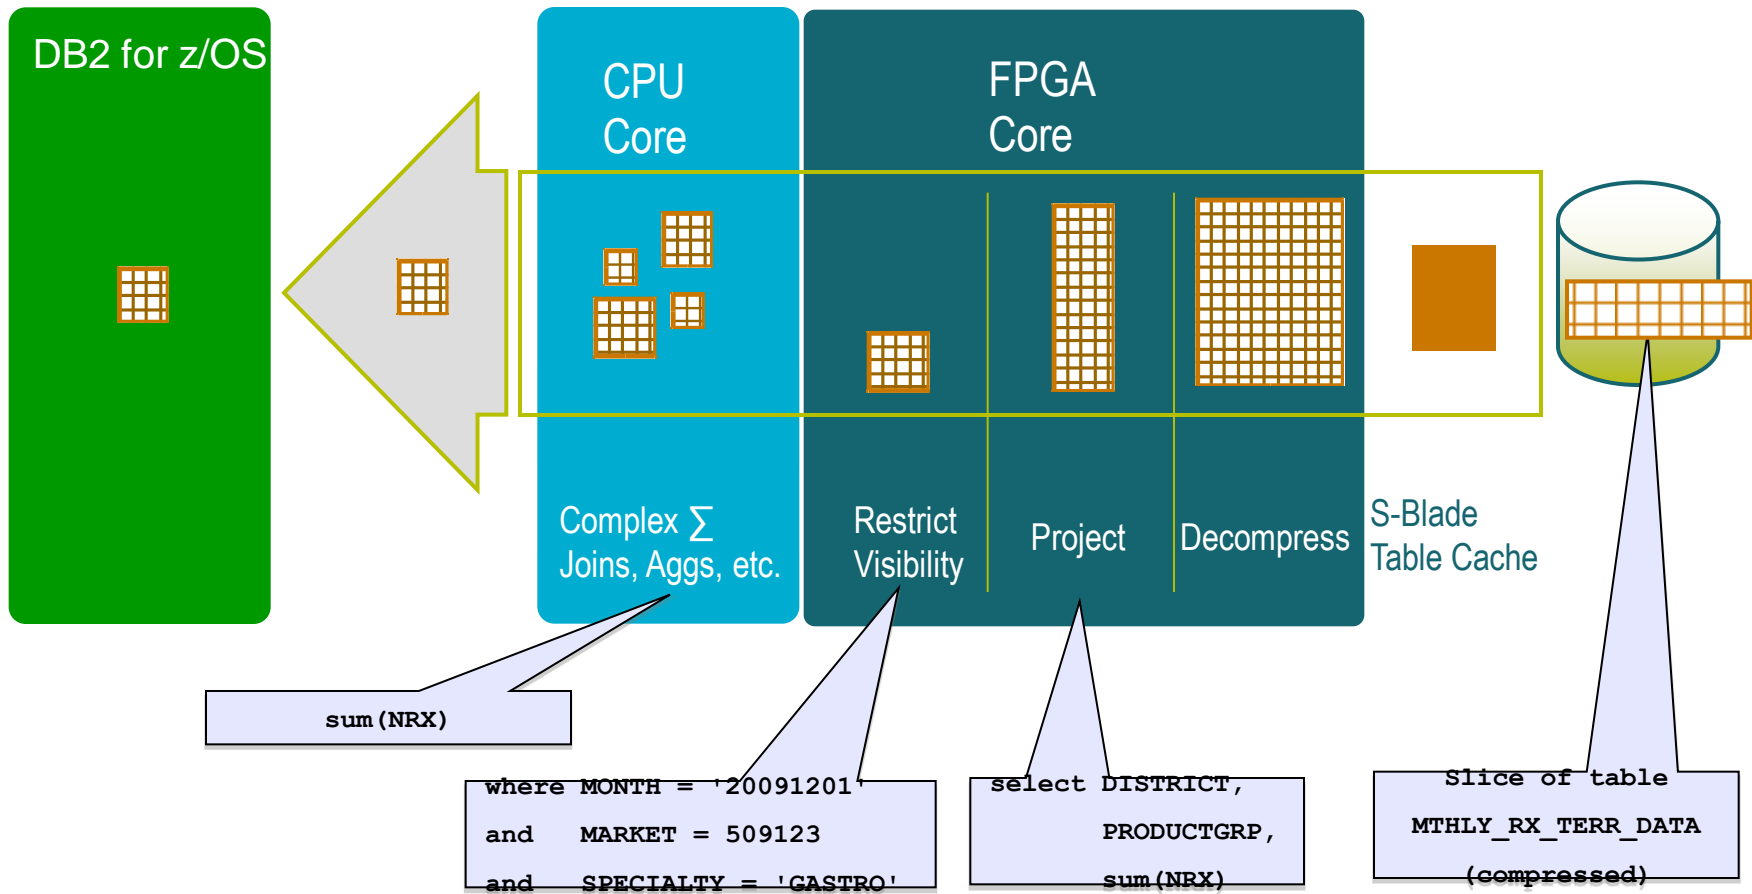 DB2 for z/OS
CPU
Core
FPGA
Core
Complex ∑
Joins, Aggs, etc.
Restrict
Visibility
Project
Decompress
S-Blade
Table Cache
sum(NRX)
where MONTH = '20091201'
and MARKET = 509123
and SPECIALTY = 'GASTRO'
select DISTRICT,
PRODUCTGRP,
sum(NRX)
Slice of table
MTHLY_RX_TERR_DATA
(compressed)